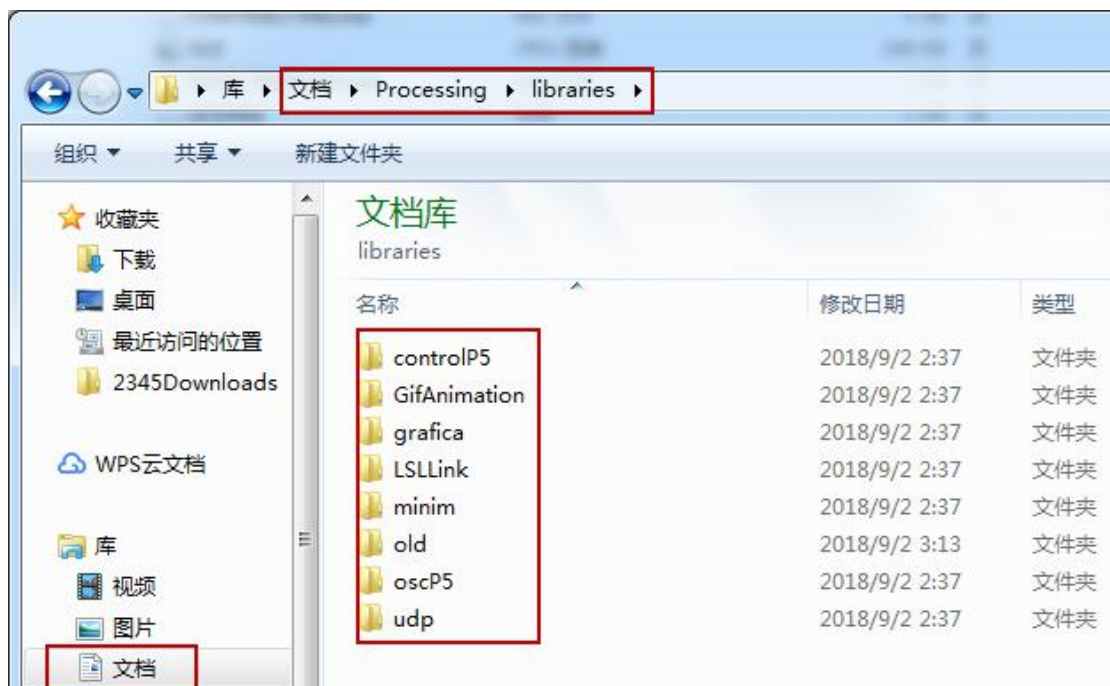 库 文档 Processing libraries
组织 共享 新建文件夹
收藏夹
下载
桌面
最近访问的位置
2345Downloads
WPS云文档
库
视频
图片
文档
文档库
libraries
名称 修改日期 类型
controlP5 2018/9/2 2:37 文件夹
GifAnimation 2018/9/2 2:37 文件夹
grafica 2018/9/2 2:37 文件夹
LSLLink 2018/9/2 2:37 文件夹
minim 2018/9/2 2:37 文件夹
old 2018/9/2 3:13 文件夹
oscP5 2018/9/2 2:37 文件夹
udp 2018/9/2 2:37 文件夹